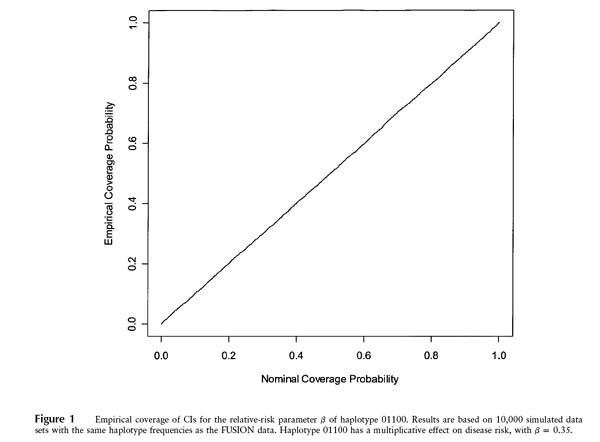 1.0
0.8
0.6
0.4
0.2
0.0
Empirical Coverage Probability
0.0 0.2 0.4 0.6 0.8 1.0
Nominal Coverage Probability
Figure 1 Empirical coverage of CIs for the relative-risk parameter β of haplotype 01100. Results are based on 10,000 simulated data
sets with the same haplotype frequencies as the FUSION data. Haplotype 01100 has a multiplicative effect on disease risk, with β = 0.35.